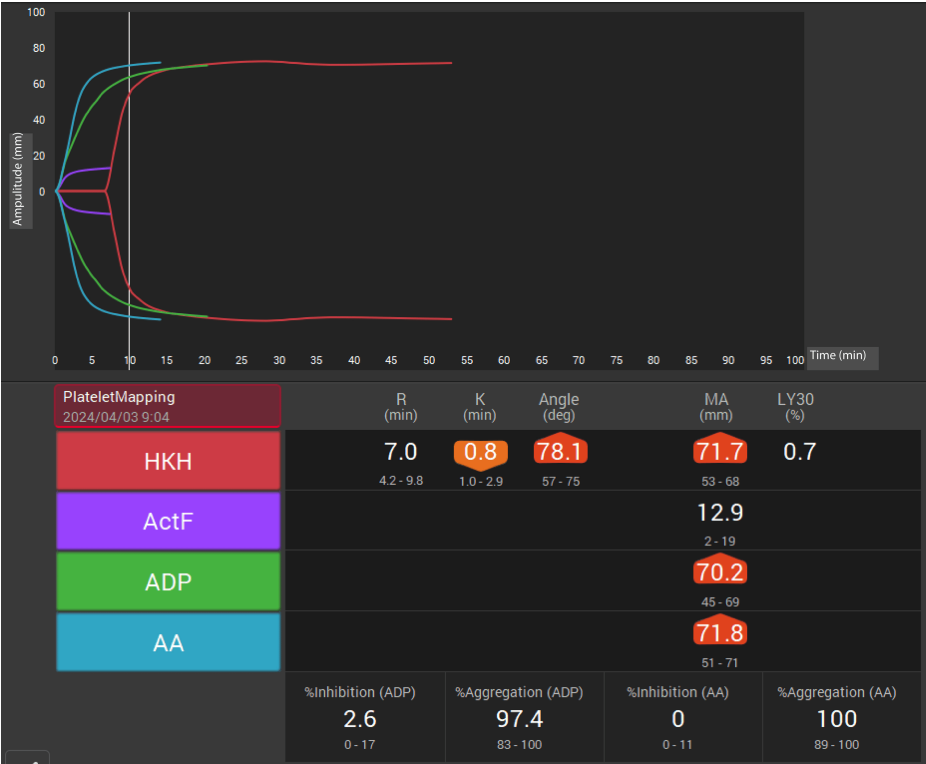 100
80
60
40
20
0
Ampulitude (mm)
0 5 10 15 20 25 30 35 40 45 50 55 60 65 70 75 80 85 90 95 100
Time (min)
PlateletMapping
2024/04/03 9:04
R (min)
K (min)
Angle (deg)
MA (mm)
LY30 (%)
HKH
7.0 0.8 78.1 71.7 0.7
4.2 - 9.8 1.0 - 2.9 57 - 75 53 - 68
ActF
12.9
2 - 19
ADP
70.2
45 - 69
AA
71.8
51 - 71
%Inhibition (ADP) %Aggregation (ADP) %Inhibition (AA) %Aggregation (AA)
2.6 97.4 0 100
0 - 17 83 - 100 0 - 11 89 - 100